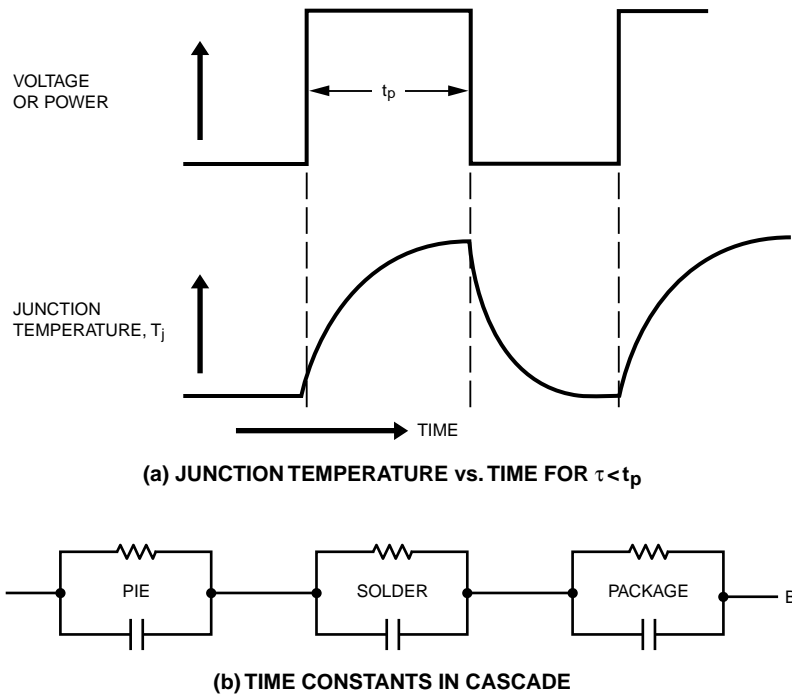 VOLTAGE
OR POWER
tp
JUNCTION
TEMPERATURE, Tj
TIME
(a) JUNCTION TEMPERATURE vs. TIME FOR τ < tp
PIE
SOLDER
PACKAGE
E
(b) TIME CONSTANTS IN CASCADE